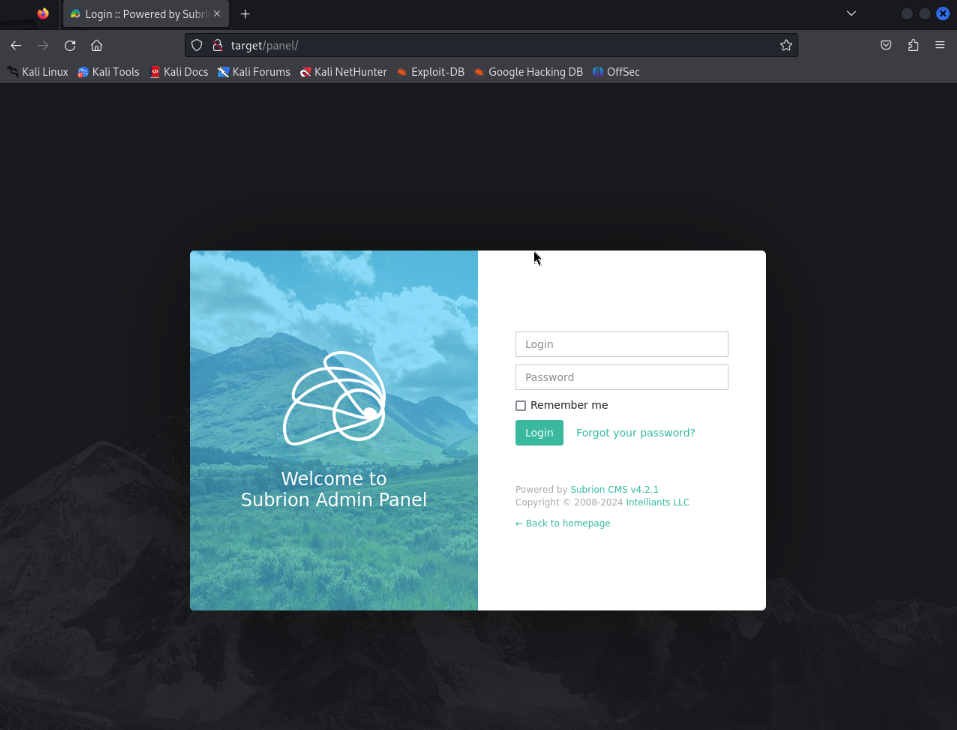 Login :: Powered by Subri
target/panel/
Kali Linux
Kali Tools
Kali Docs
Kali Forums
Kali NetHunter
Exploit-DB
Google Hacking DB
OffSec
Login
Password
Remember me
Login
Forgot your password?
Welcome to
Subrion Admin Panel
Powered by Subrion CMS v4.2.1
Copyright © 2008-2024 Intelliants LLC
← Back to homepage